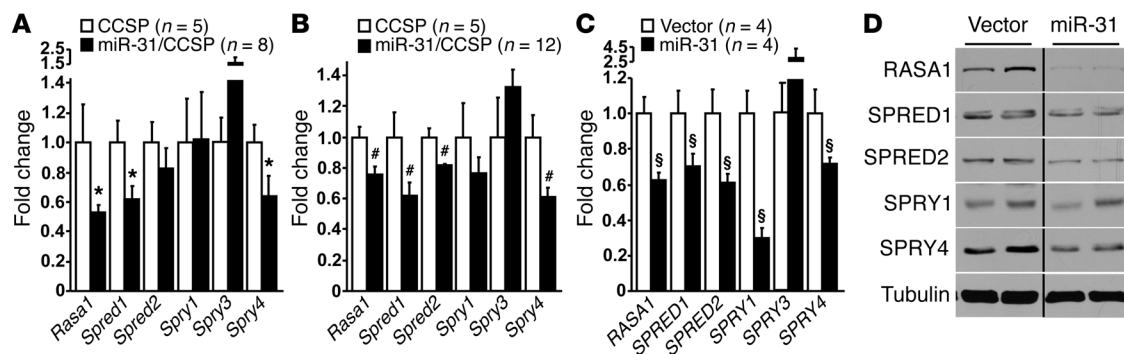 A
CCSP (n = 5)
miR-31/CCSP (n = 8)
2.5
1.5
1.4
1.2
1.0
0.8
0.6
0.4
0.2
0
Fold change
*
*
*
Rasa1
Spred1
Spred2
Spry1
Spry3
Spry4
B
CCSP (n = 5)
miR-31/CCSP (n = 12)
1.4
1.2
1.0
0.8
0.6
0.4
0.2
0
Fold change
#
#
#
#
Rasa1
Spred1
Spred2
Spry1
Spry3
Spry4
C
Vector (n = 4)
miR-31 (n = 4)
4.5
2.5
1.2
1.0
0.8
0.6
0.4
0.2
0
Fold change
§
§
§
§
§
RASA1
SPRED1
SPRED2
SPRY1
SPRY3
SPRY4
D
Vector miR-31
RASA1
SPRED1
SPRED2
SPRY1
SPRY4
Tubulin